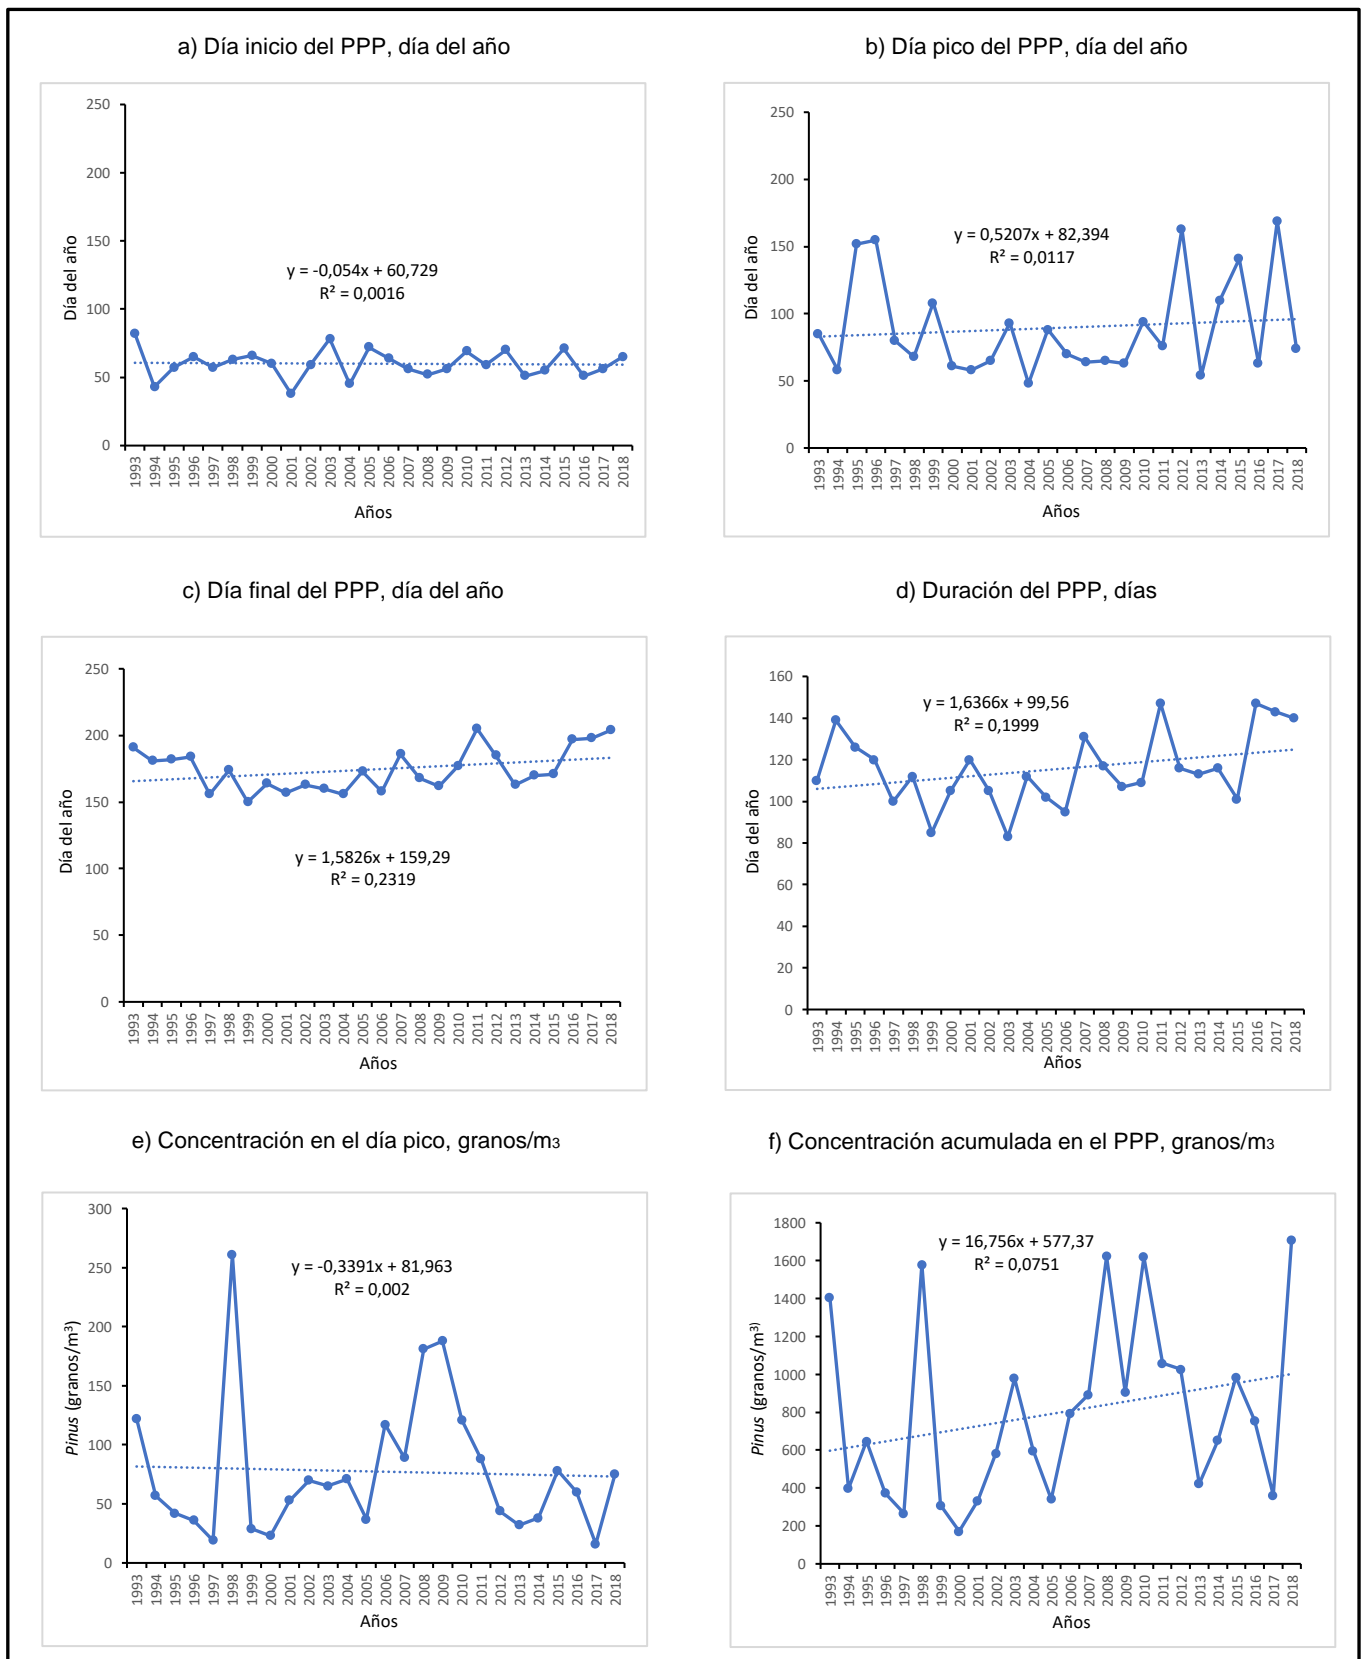 a) Día inicio del PPP, día del año
b) Día pico del PPP, día del año
250
200
150
100
50
0
Día del año
y = -0,054x + 60,729
R² = 0,0016
1993 1994 1995 1996 1997 1998 1999 2000 2001 2002 2003 2004 2005 2006 2007 2008 2009 2010 2011 2012 2013 2014 2015 2016 2017 2018
Años
250
200
150
100
50
0
Día del año
y = 0,5207x + 82,394
R² = 0,0117
1993 1994 1995 1996 1997 1998 1999 2000 2001 2002 2003 2004 2005 2006 2007 2008 2009 2010 2011 2012 2013 2014 2015 2016 2017 2018
Años
c) Día final del PPP, día del año
d) Duración del PPP, días
250
200
150
100
50
0
Día del año
y = 1,5826x + 159,29
R² = 0,2319
1993 1994 1995 1996 1997 1998 1999 2000 2001 2002 2003 2004 2005 2006 2007 2008 2009 2010 2011 2012 2013 2014 2015 2016 2017 2018
Años
160
140
120
100
80
60
40
20
0
Día del año
y = 1,6366x + 99,56
R² = 0,1999
1993 1994 1995 1996 1997 1998 1999 2000 2001 2002 2003 2004 2005 2006 2007 2008 2009 2010 2011 2012 2013 2014 2015 2016 2017 2018
Años
e) Concentración en el día pico, granos/m3
f) Concentración acumulada en el PPP, granos/m3
300
250
200
150
100
50
0
Pinus (granos/m³)
y = -0,3391x + 81,963
R² = 0,002
1993 1994 1995 1996 1997 1998 1999 2000 2001 2002 2003 2004 2005 2006 2007 2008 2009 2010 2011 2012 2013 2014 2015 2016 2017 2018
Años
1800
1600
1400
1200
1000
800
600
400
200
0
Pinus (granos/m³)
y = 16,756x + 577,37
R² = 0,0751
1993 1994 1995 1996 1997 1998 1999 2000 2001 2002 2003 2004 2005 2006 2007 2008 2009 2010 2011 2012 2013 2014 2015 2016 2017 2018
Años